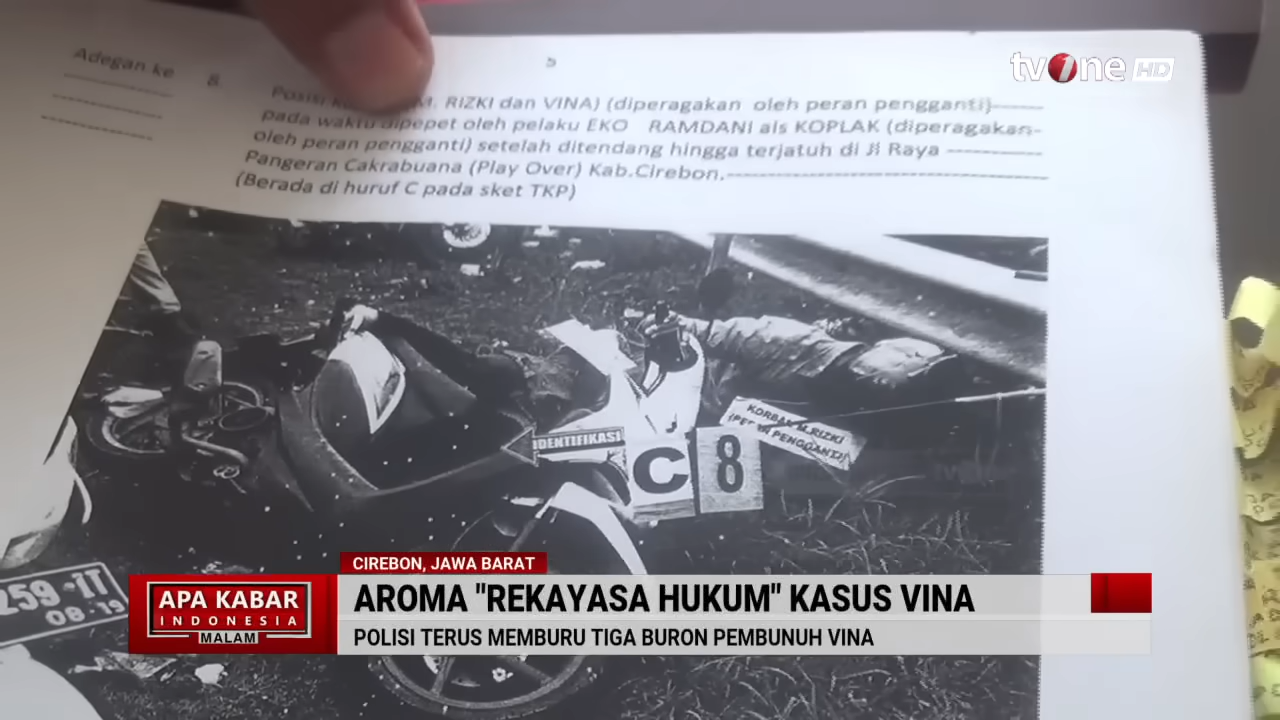 5
tvOne HD
Adegan ke 8.
M. RIZKI dan VINA) (diperagakan oleh peran pengganti)
pada waktu dipepet oleh pelaku EKO RAMDANI als KOPLAK (diperagakan-
oleh peran pengganti) setelah ditendang hingga terjatuh di Jl Raya
Pangeran Cakrabuana (Play Over) Kab.Cirebon,
(Berada di huruf C pada sket TKP)
IDENTIFIKASI
C 8
KORBAN M.RIZKI
PENGGANTI)
259 IT
08 19
CIREBON, JAWA BARAT
APA KABAR
INDONESIA
MALAM
AROMA "REKAYASA HUKUM" KASUS VINA
POLISI TERUS MEMBURU TIGA BURON PEMBUNUH VINA